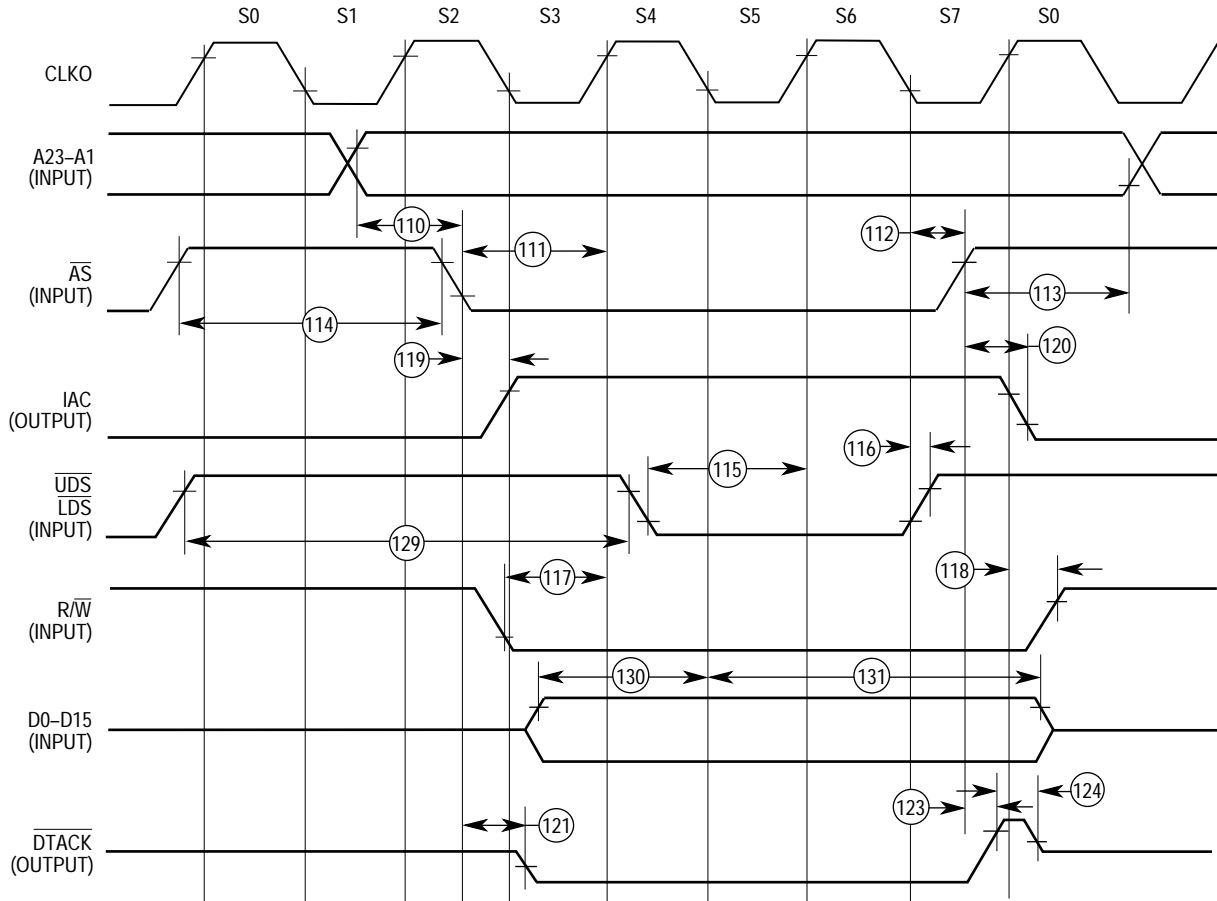 S0 S1 S2 S3 S4 S5 S6 S7 S0
CLKO
A23–A1
(INPUT)
110
111
112
AS
(INPUT)
113
114
119
120
IAC
(OUTPUT)
116
115
UDS
LDS
(INPUT)
129
117
118
R/W
(INPUT)
130
131
D0–D15
(INPUT)
124
123
121
DTACK
(OUTPUT)